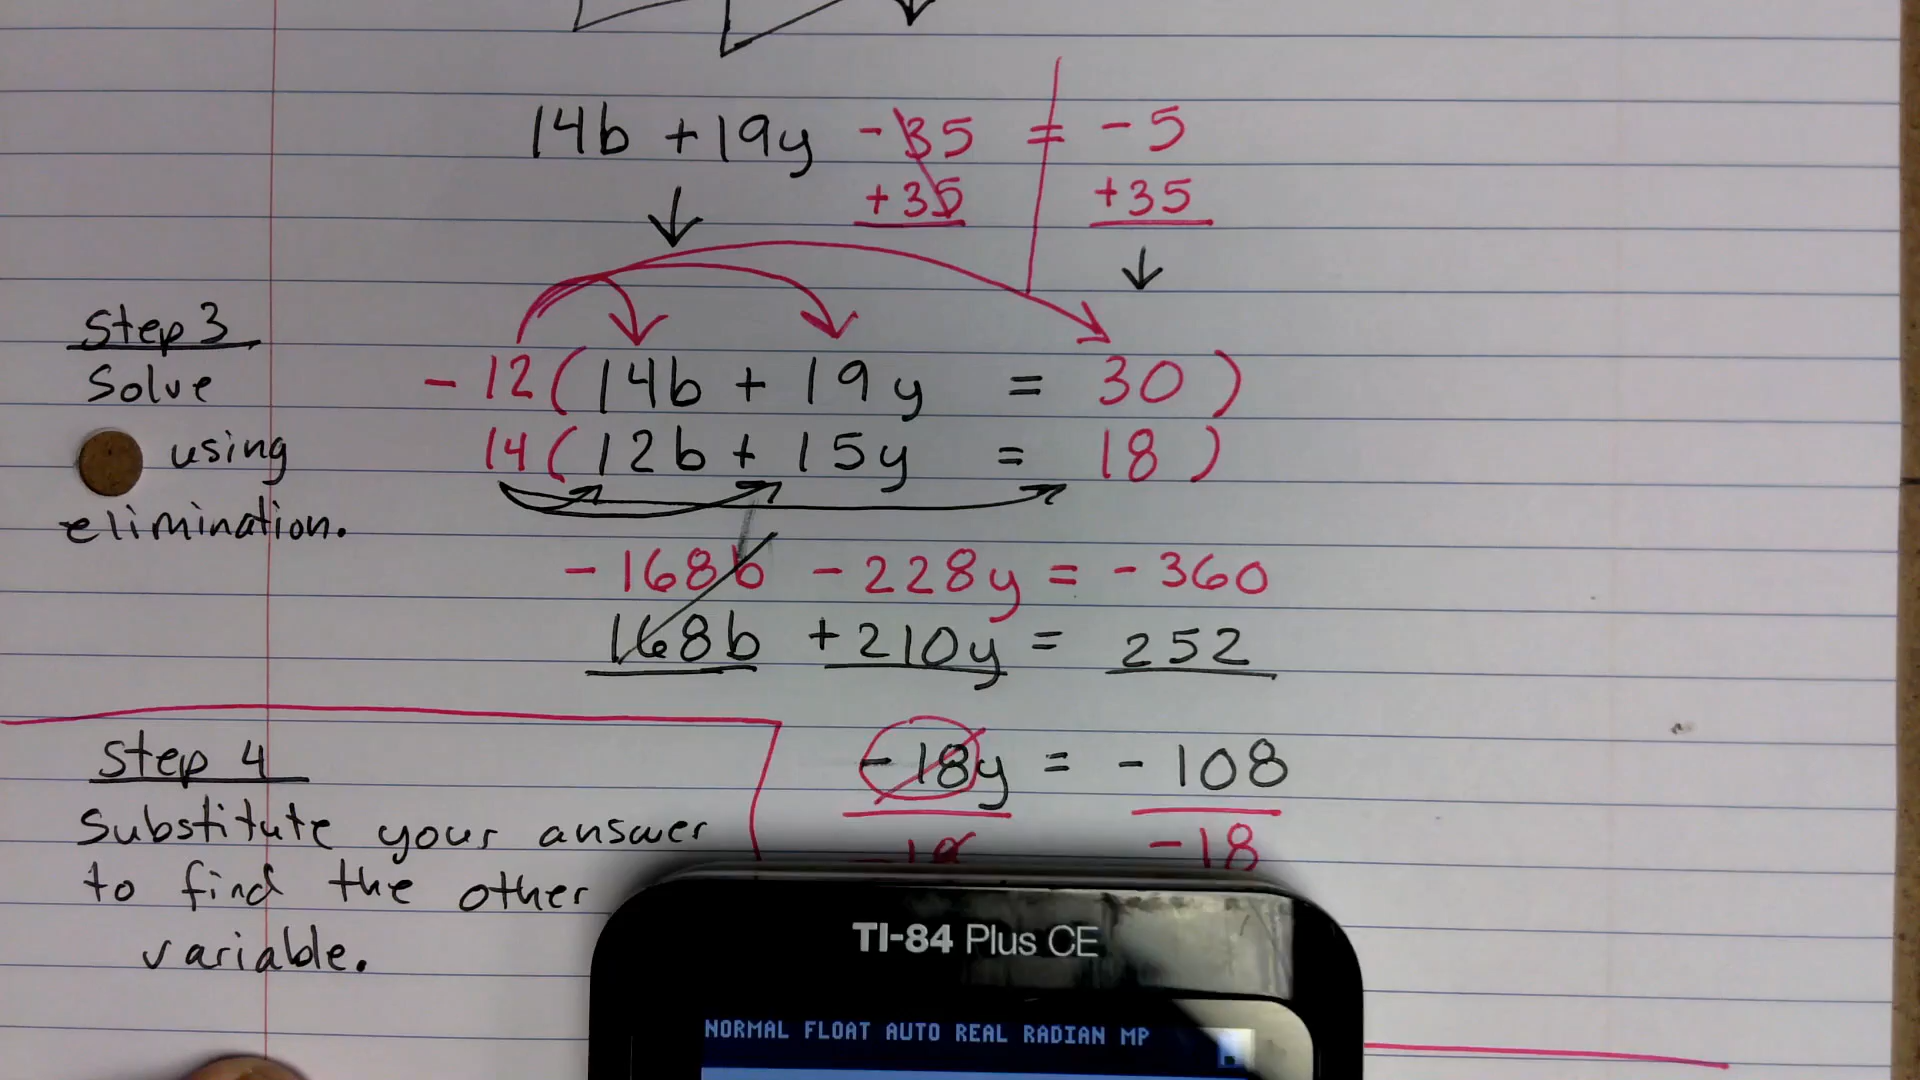 14b + 19y - 35 = - 5
+35 +35
Step 3
Solve
using
elimination.
- 12 ( 14b + 19y = 30 )
14 ( 12b + 15y = 18 )
- 168b - 228y = - 360
168b + 210y = 252
Step 4
Substitute your answer
to find the other
variable.
- 18y = - 108
-18 -18
TI-84 Plus CE
NORMAL FLOAT AUTO REAL RADIAN MP